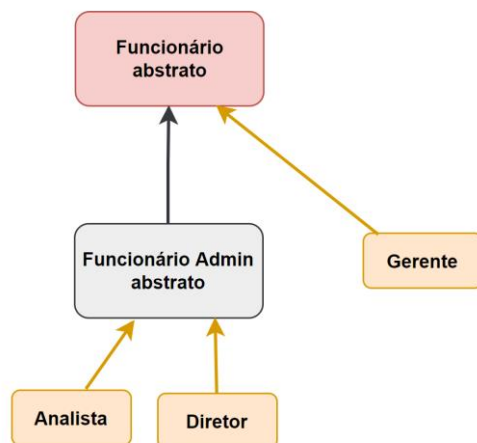 Funcionário
abstrato
Funcionário Admin
abstrato
Gerente
Analista
Diretor